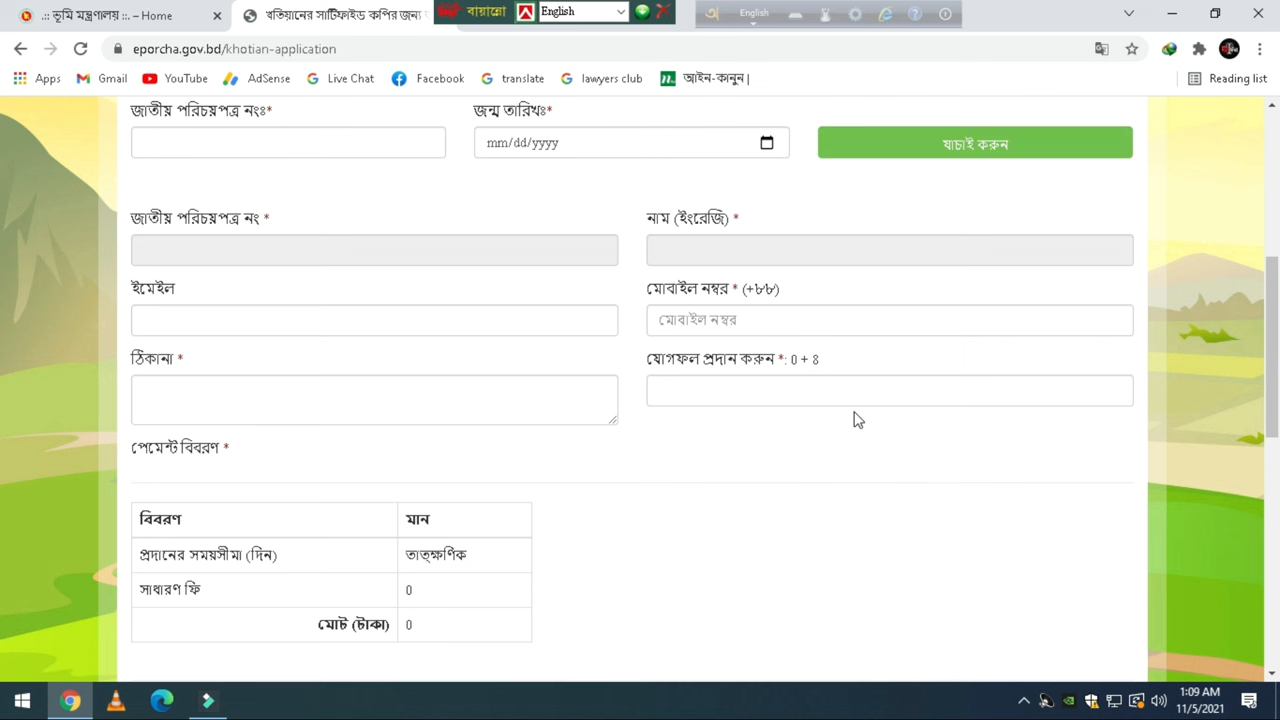 .:: ভূমি মন্ত্রণালয় ::. – Home
খতিয়ানের সার্টিফাইড কপির জন্য
বায়ান্নো
English
English
eporcha.gov.bd/khotian-application
Apps Gmail YouTube AdSense Live Chat Facebook translate lawyers club আইন-কানুন | Reading list
জাতীয় পরিচয়পত্র নংঃ* জন্ম তারিখঃ*
mm/dd/yyyy যাচাই করুন
জাতীয় পরিচয়পত্র নং * নাম (ইংরেজি) *
ইমেইল মোবাইল নম্বর * (+৮৮)
মোবাইল নম্বর
ঠিকানা * যোগফল প্রদান করুন *: 0 + 8
পেমেন্ট বিবরণ *
বিবরণ মান
প্রদানের সময়সীমা (দিন) তাত্ক্ষণিক
সাধারণ ফি 0
মোট (টাকা) 0
1:09 AM
11/5/2021